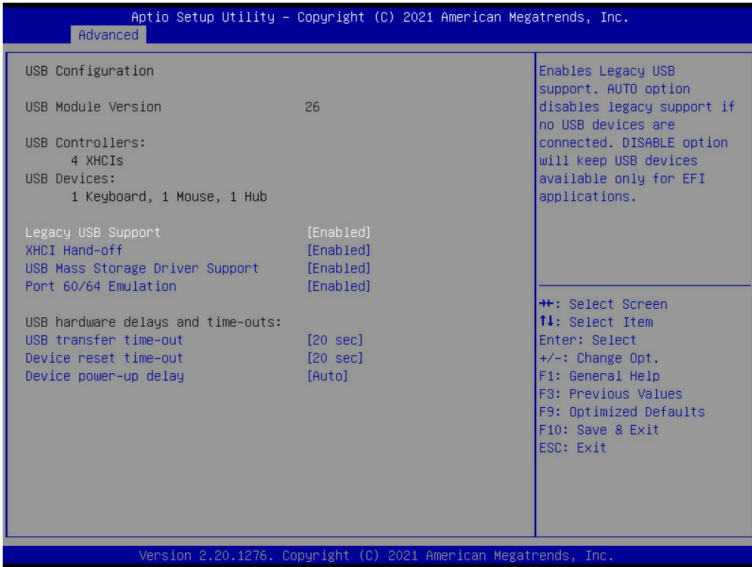 Aptio Setup Utility – Copyright (C) 2021 American Megatrends, Inc.
Advanced
USB Configuration
USB Module Version 26
USB Controllers:
4 XHCIs
USB Devices:
1 Keyboard, 1 Mouse, 1 Hub
Legacy USB Support [Enabled]
XHCI Hand-off [Enabled]
USB Mass Storage Driver Support [Enabled]
Port 60/64 Emulation [Enabled]
USB hardware delays and time-outs:
USB transfer time-out [20 sec]
Device reset time-out [20 sec]
Device power-up delay [Auto]
Enables Legacy USB
support. AUTO option
disables legacy support if
no USB devices are
connected. DISABLE option
will keep USB devices
available only for EFI
applications.
→←: Select Screen
↑↓: Select Item
Enter: Select
+/-: Change Opt.
F1: General Help
F3: Previous Values
F9: Optimized Defaults
F10: Save & Exit
ESC: Exit
Version 2.20.1276. Copyright (C) 2021 American Megatrends, Inc.